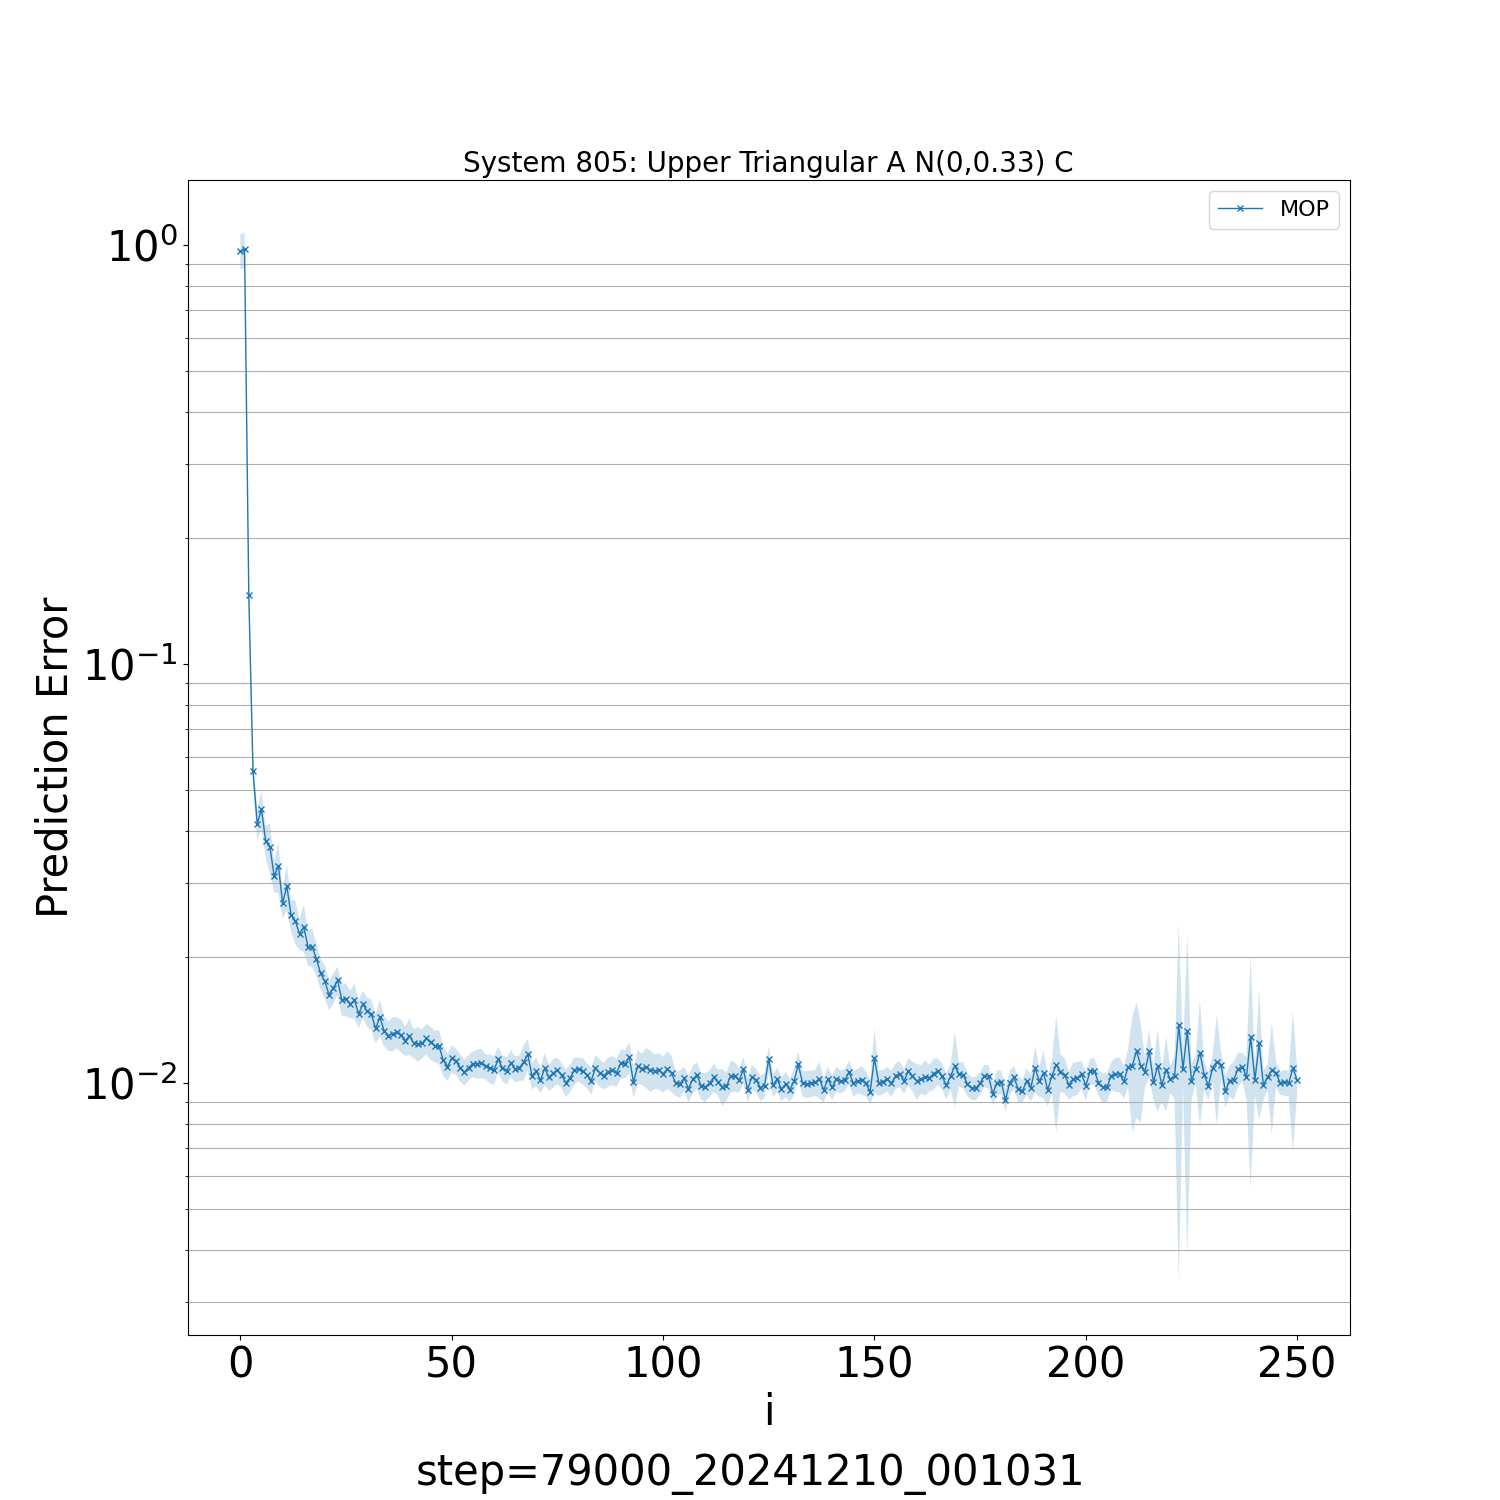 System 805: Upper Triangular A N(0,0.33) C
MOP
10⁰
10⁻¹
10⁻²
Prediction Error
0 50 100 150 200 250
i
step=79000_20241210_001031